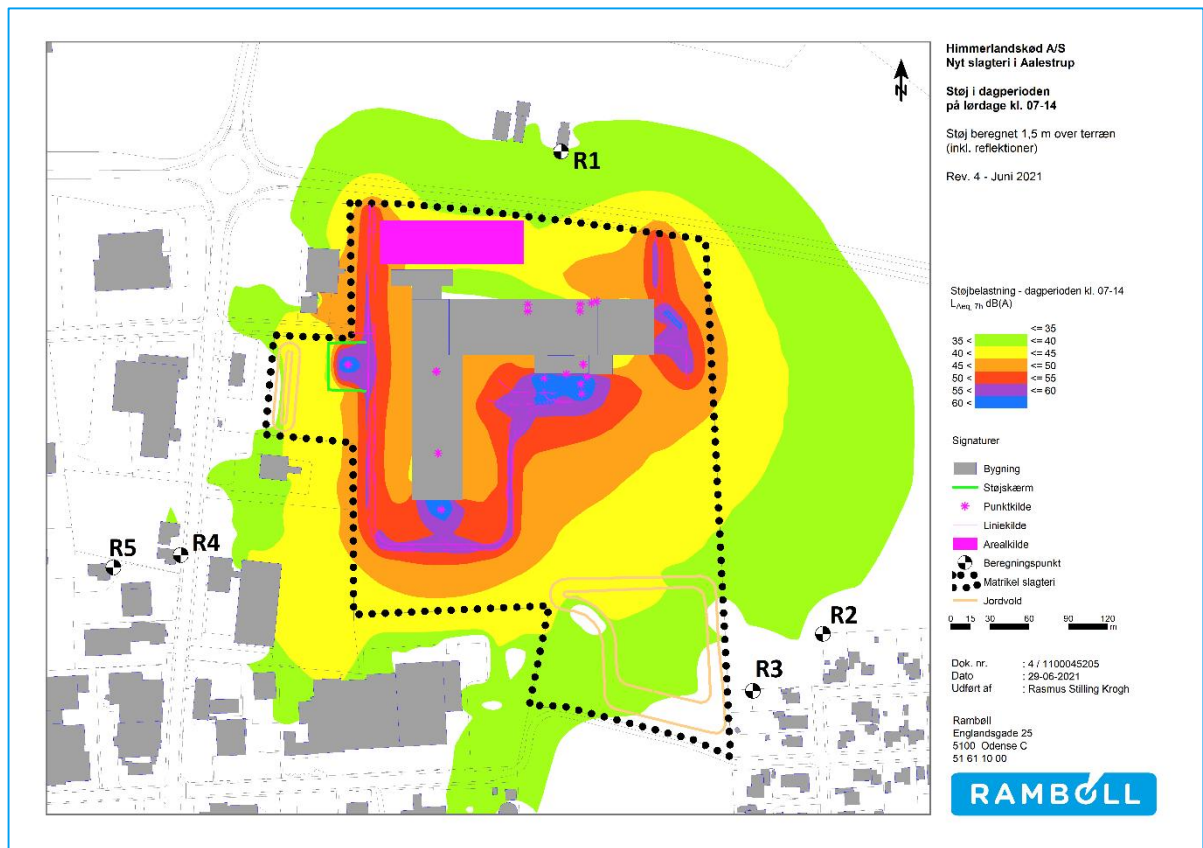 Himmerlandskød A/S
Nyt slagteri i Aalestrup
Støj i dagperioden
på lørdage kl. 07-14
Støj beregnet 1,5 m over terræn
(inkl. reflektioner)
Rev. 4 - Juni 2021
N
R1
R2
R3
R4
R5
Støjbelastning - dagperioden kl. 07-14
LAeq, 7h dB(A)
<= 35
35 < <= 40
40 < <= 45
45 < <= 50
50 < <= 55
55 < <= 60
60 <
Signaturer
Bygning
Støjskærm
Punktkilde
Liniekilde
Arealkilde
Beregningspunkt
Matrikel slagteri
Jordvold
0 15 30 60 90 120
m
Dok. nr. : 4 / 1100045205
Dato : 29-06-2021
Udført af : Rasmus Stilling Krogh
Rambøll
Englandsgade 25
5100 Odense C
51 61 10 00
RAMBOLL